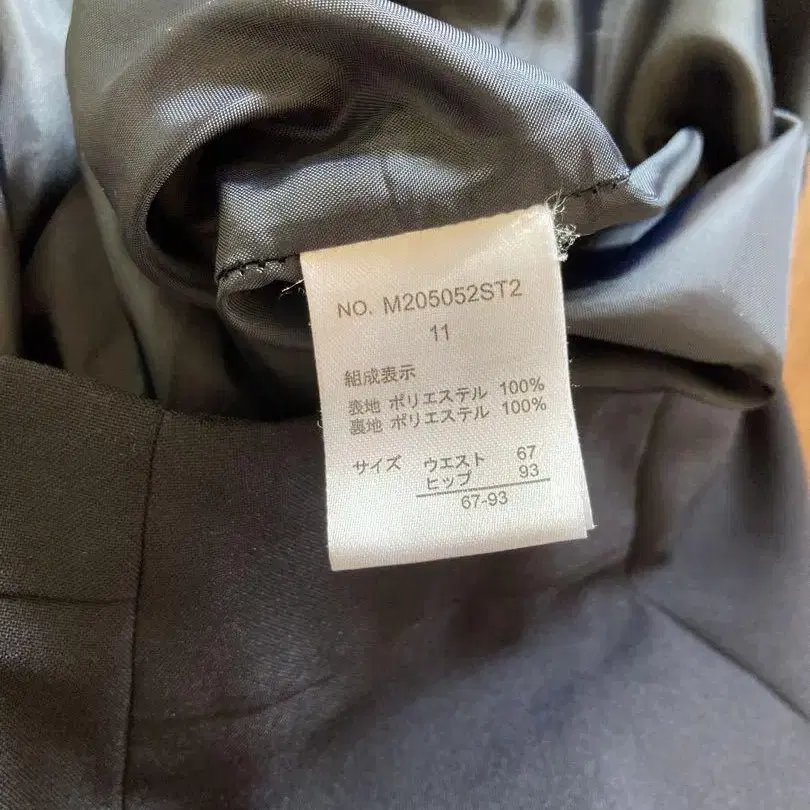 NO. M205052ST2
11
組成表示
表地 ポリエステル 100%
裏地 ポリエステル 100%
サイズ ウエスト 67
ヒップ 93
67-93